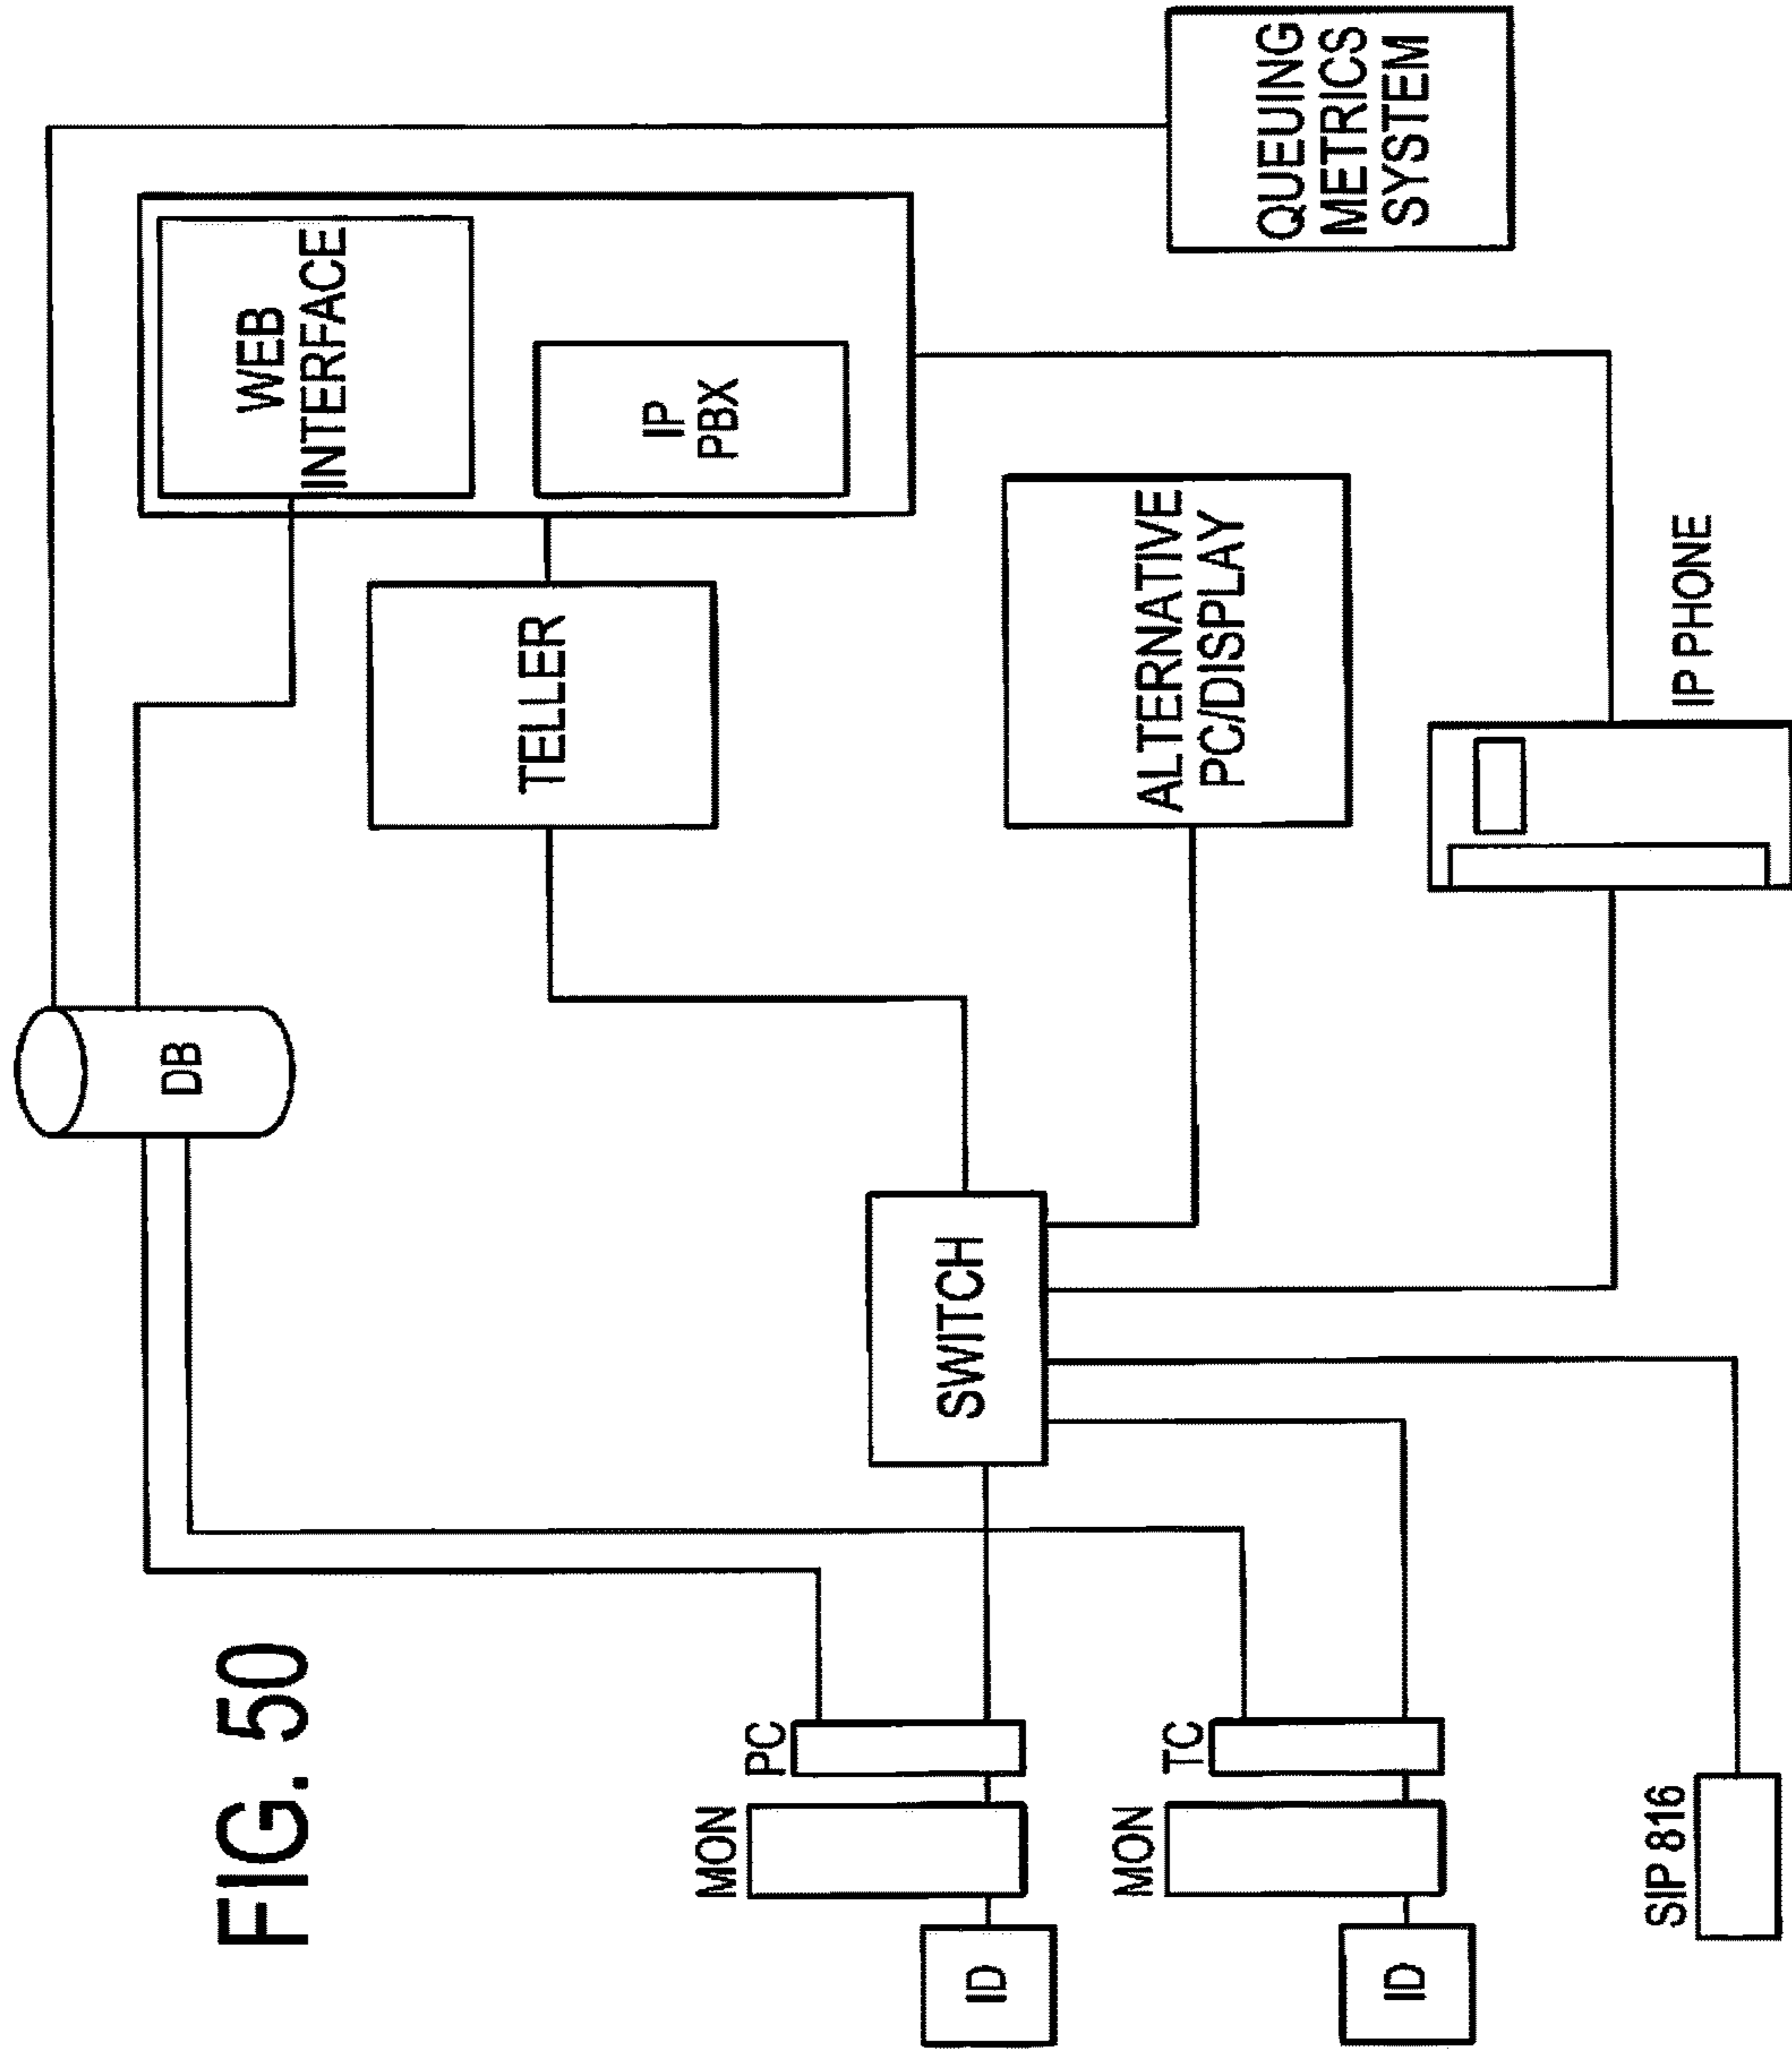 FIG. 50
DB
WEB
INTERFACE
IP
PBX
TELLER
QUEUING
METRICS
SYSTEM
ALTERNATIVE
PC/DISPLAY
IP PHONE
SWITCH
PC
MON
ID
TC
MON
ID
SIP 816